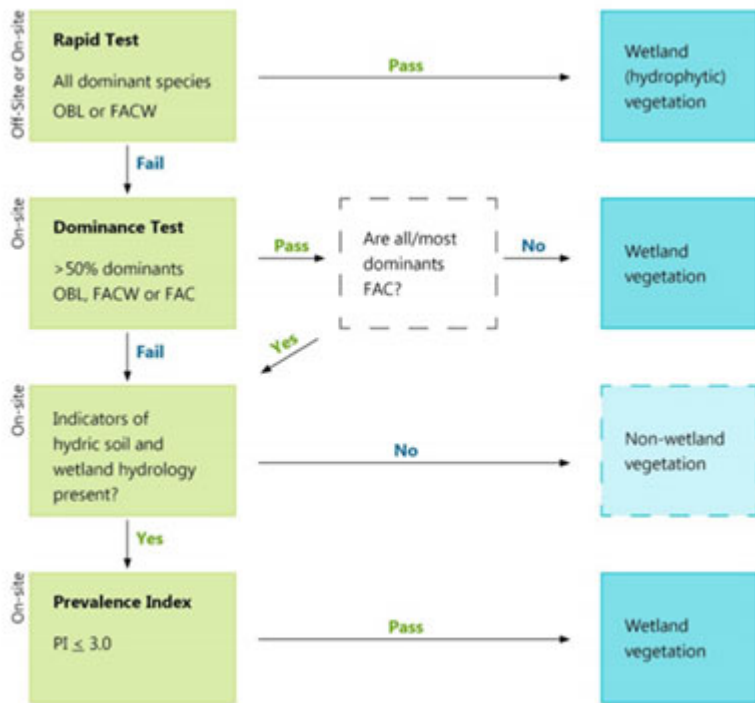 Off-Site or On-site
Rapid Test
All dominant species
OBL or FACW
Pass
Wetland
(hydrophytic)
vegetation
Fail
On-site
Dominance Test
>50% dominants
OBL, FACW or FAC
Pass
Are all/most
dominants
FAC?
No
Wetland
vegetation
Fail
Yes
On-site
Indicators of
hydric soil and
wetland hydrology
present?
No
Non-wetland
vegetation
Yes
On-site
Prevalence Index
PI ≤ 3.0
Pass
Wetland
vegetation